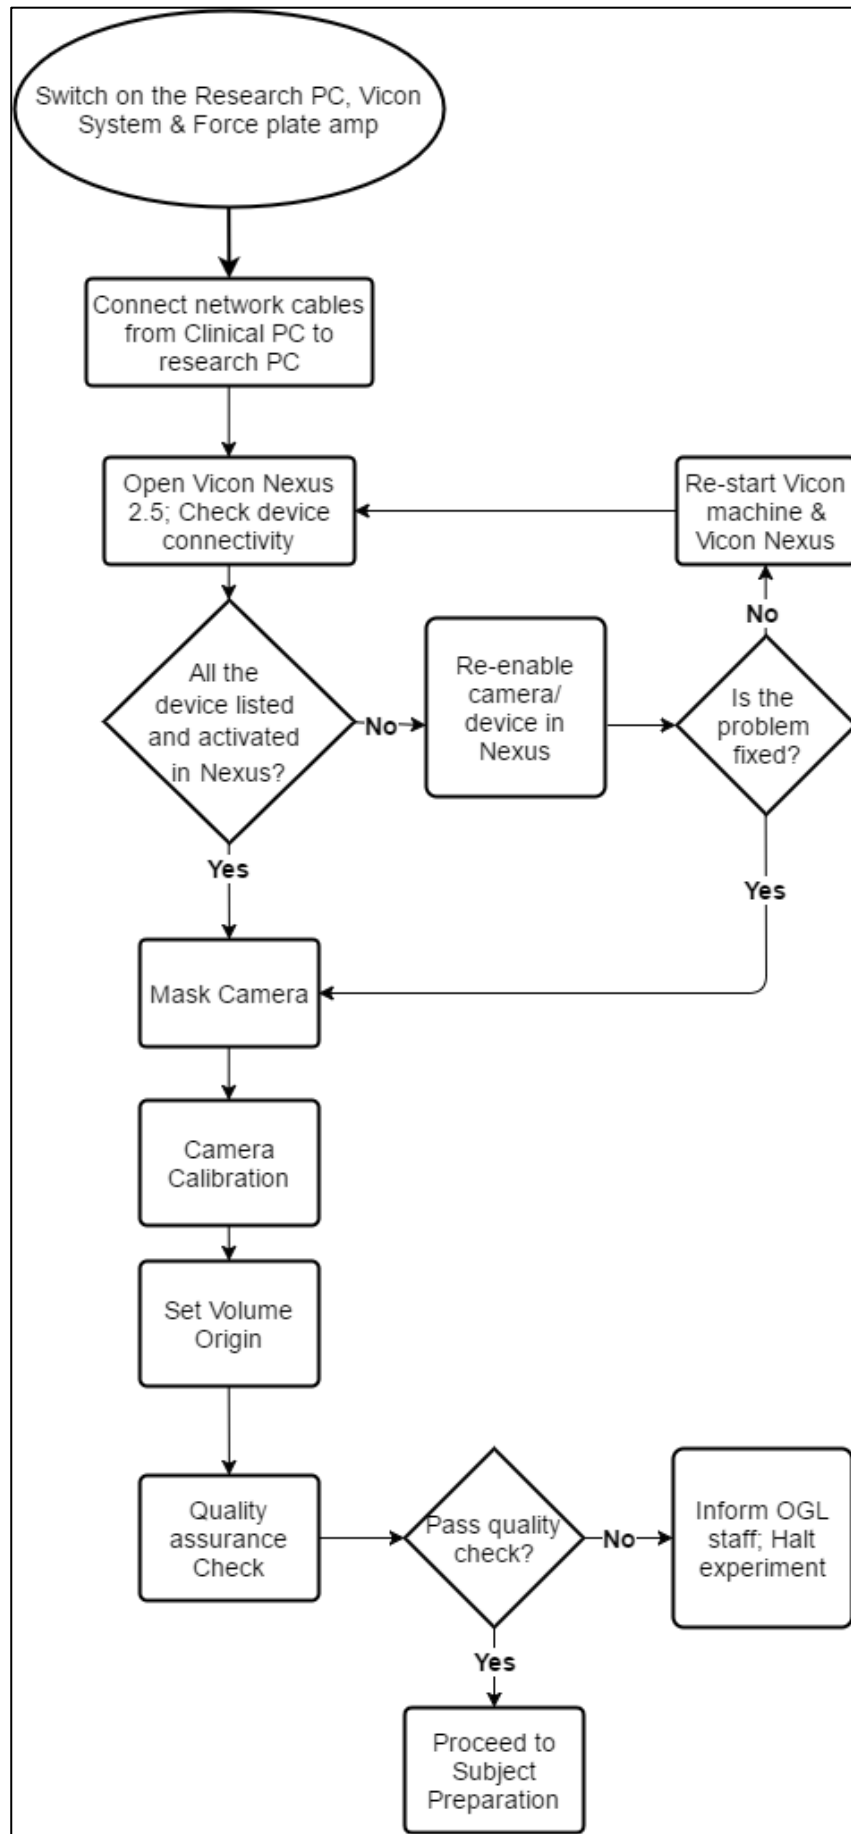 Switch on the Research PC, Vicon
System & Force plate amp
Connect network cables
from Clinical PC to
research PC
Open Vicon Nexus
2.5; Check device
connectivity
Re-start Vicon
machine &
Vicon Nexus
No
All the
device listed
and activated
in Nexus?
No
Re-enable
camera/
device in
Nexus
Is the
problem
fixed?
Yes
Yes
Mask Camera
Camera
Calibration
Set Volume
Origin
Quality
assurance
Check
Pass quality
check?
No
Inform OGL
staff; Halt
experiment
Yes
Proceed to
Subject
Preparation